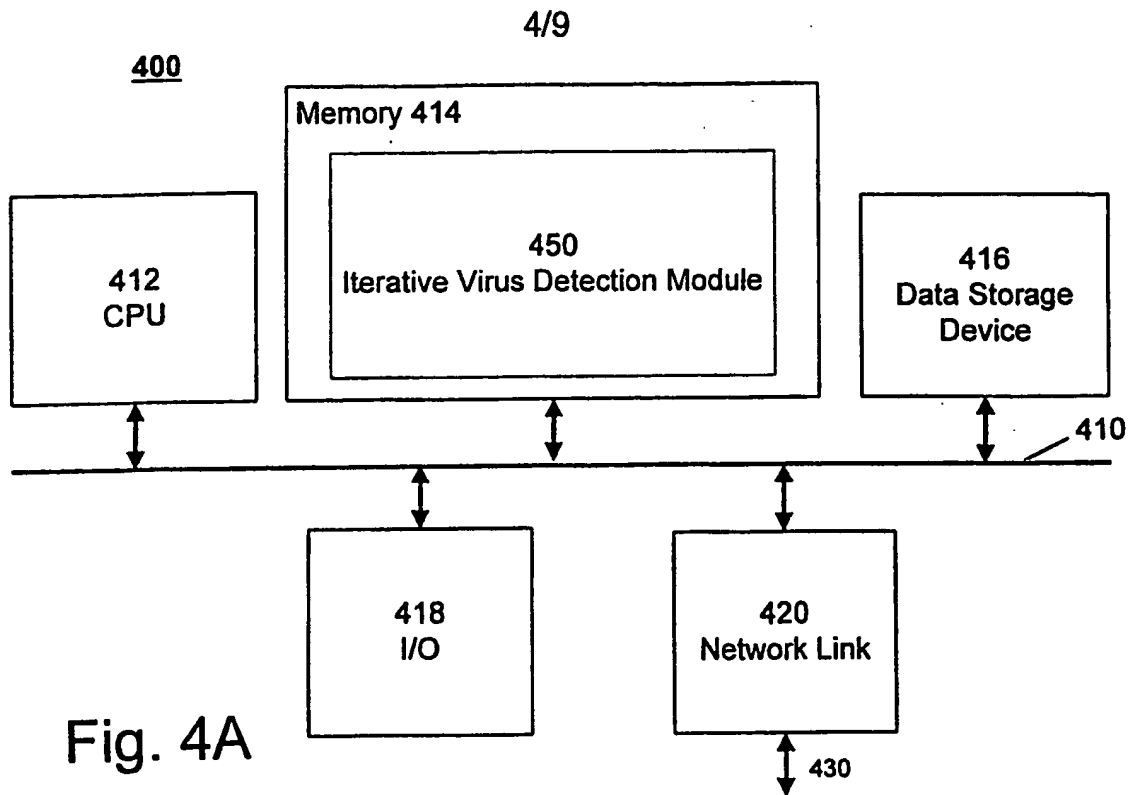 4/9
400
Memory 414
450
Iterative Virus Detection Module
412
CPU
416
Data Storage
Device
410
418
I/O
420
Network Link
430
Fig. 4A